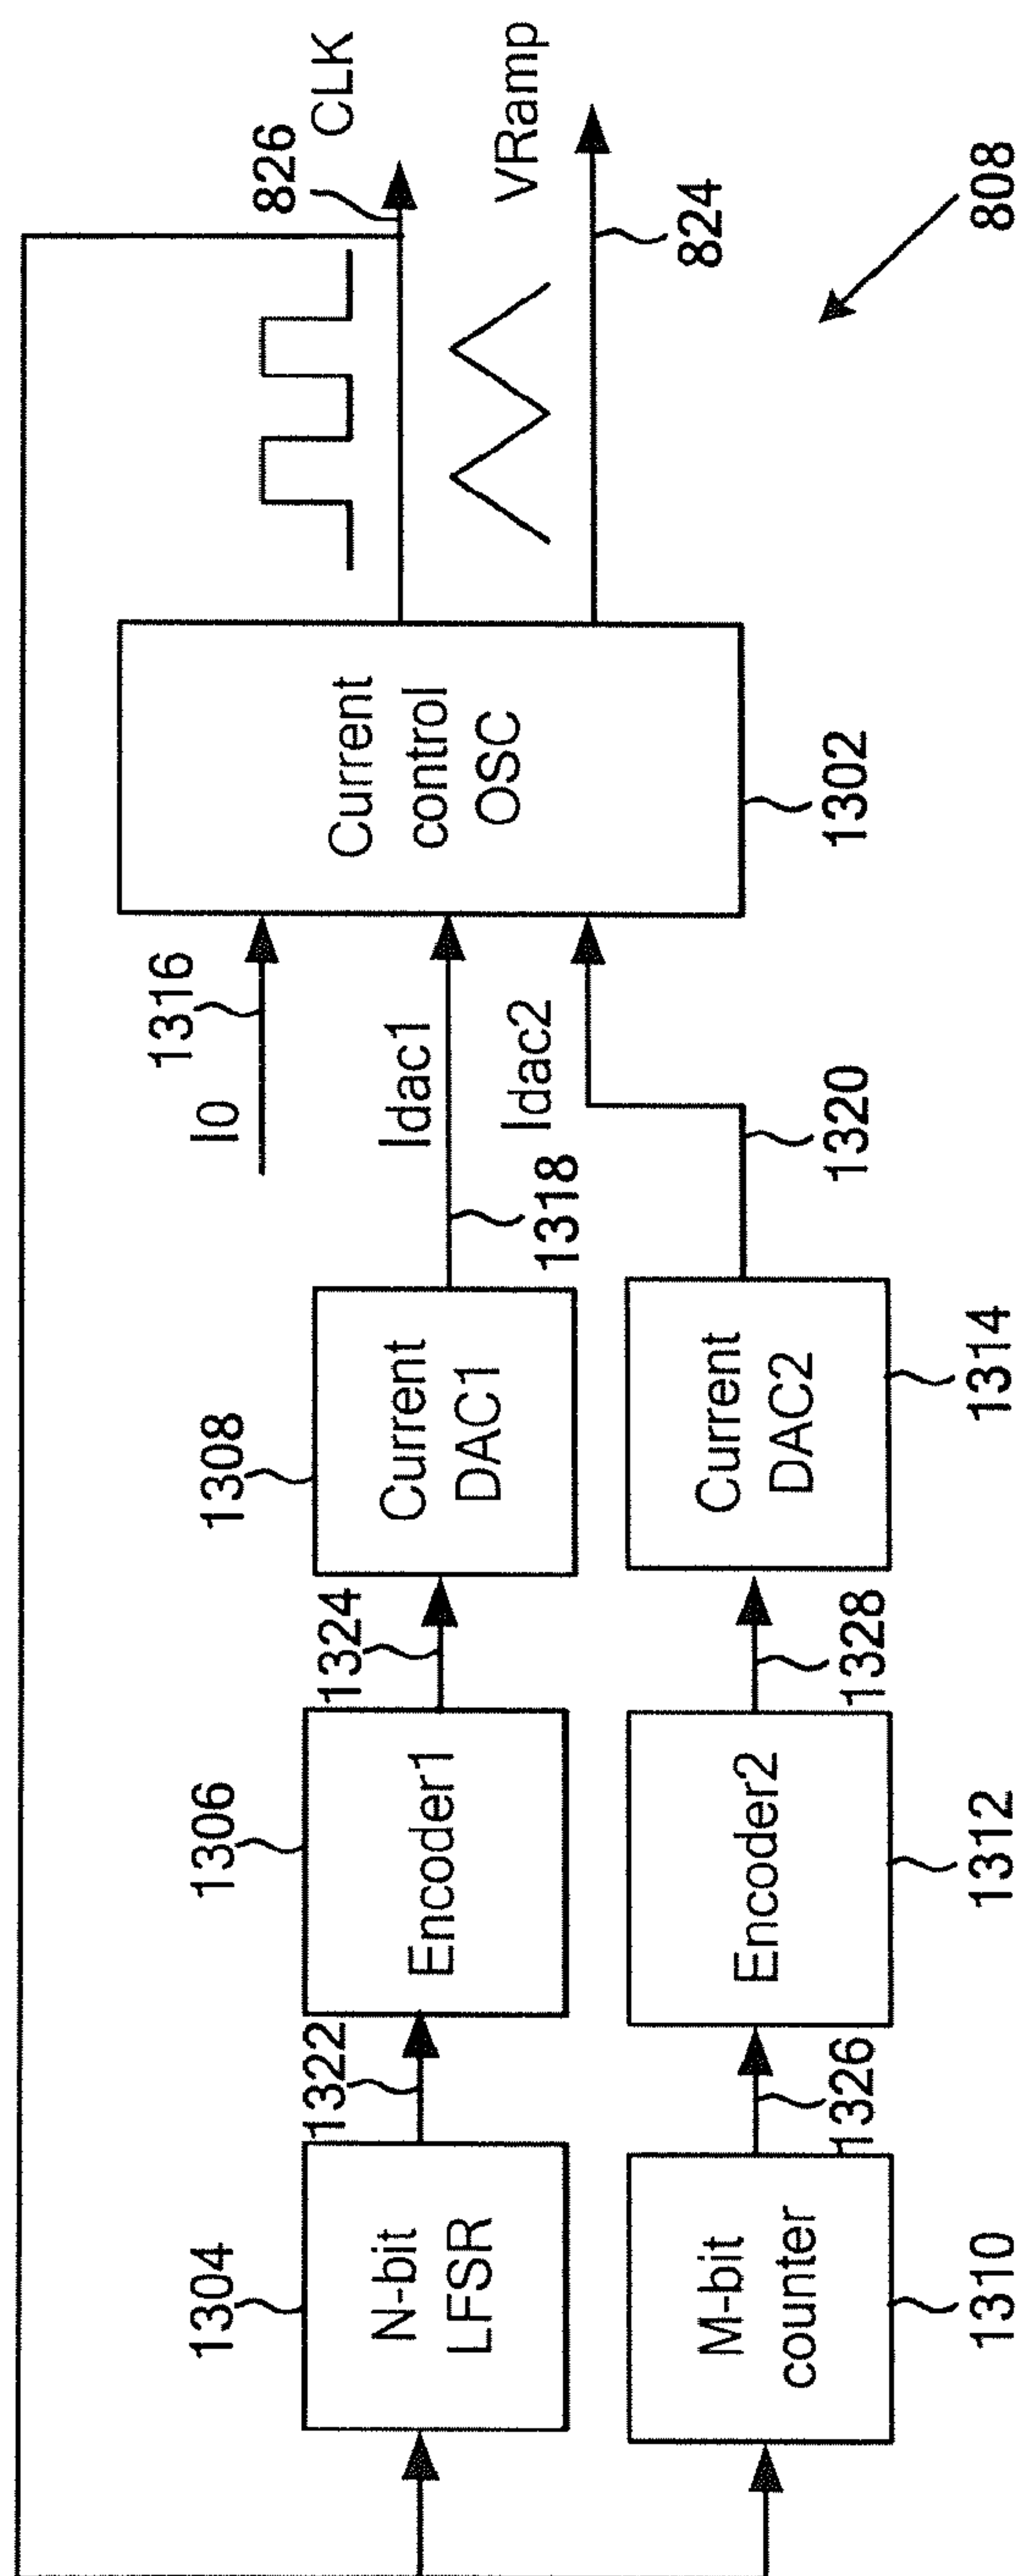 826
CLK
VRamp
824
808
Current
control
OSC
1302
1316
I0
Idac1
1318
Idac2
1320
1308
Current
DAC1
Current
DAC2
1314
1324
1328
1306
Encoder1
Encoder2
1312
1322
1326
1304
N-bit
LFSR
M-bit
counter
1310